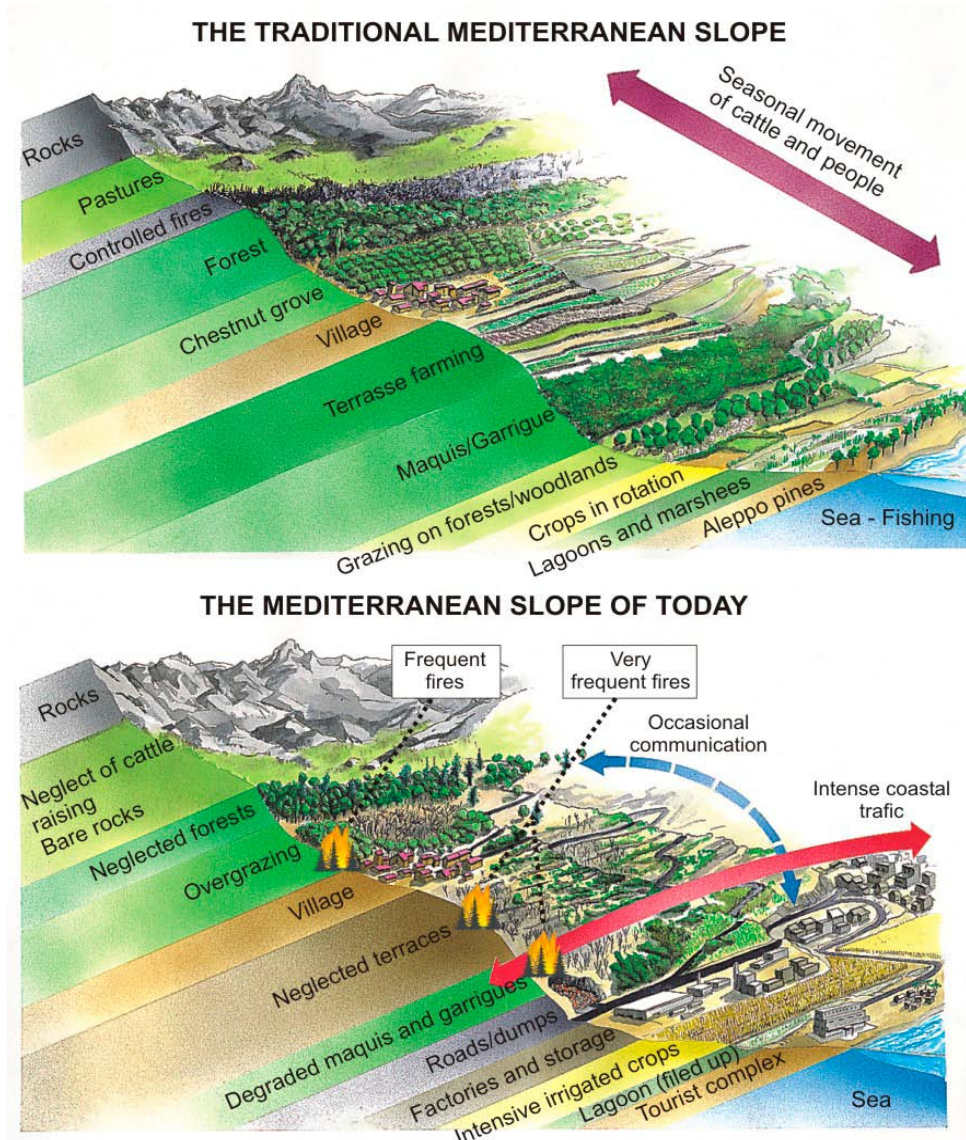 THE TRADITIONAL MEDITERRANEAN SLOPE
Seasonal movement
of cattle and people
Rocks
Pastures
Controlled fires
Forest
Chestnut grove
Village
Terrasse farming
Maquis/Garrigue
Grazing on forests/woodlands
Crops in rotation
Lagoons and marshees
Aleppo pines
Sea - Fishing
THE MEDITERRANEAN SLOPE OF TODAY
Frequent
fires
Very
frequent fires
Occasional
communication
Intense coastal
trafic
Rocks
Neglect of cattle
raising
Bare rocks
Neglected forests
Overgrazing
Village
Neglected terraces
Degraded maquis and garrigues
Roads/dumps
Factories and storage
Intensive irrigated crops
Lagoon (filed up)
Tourist complex
Sea